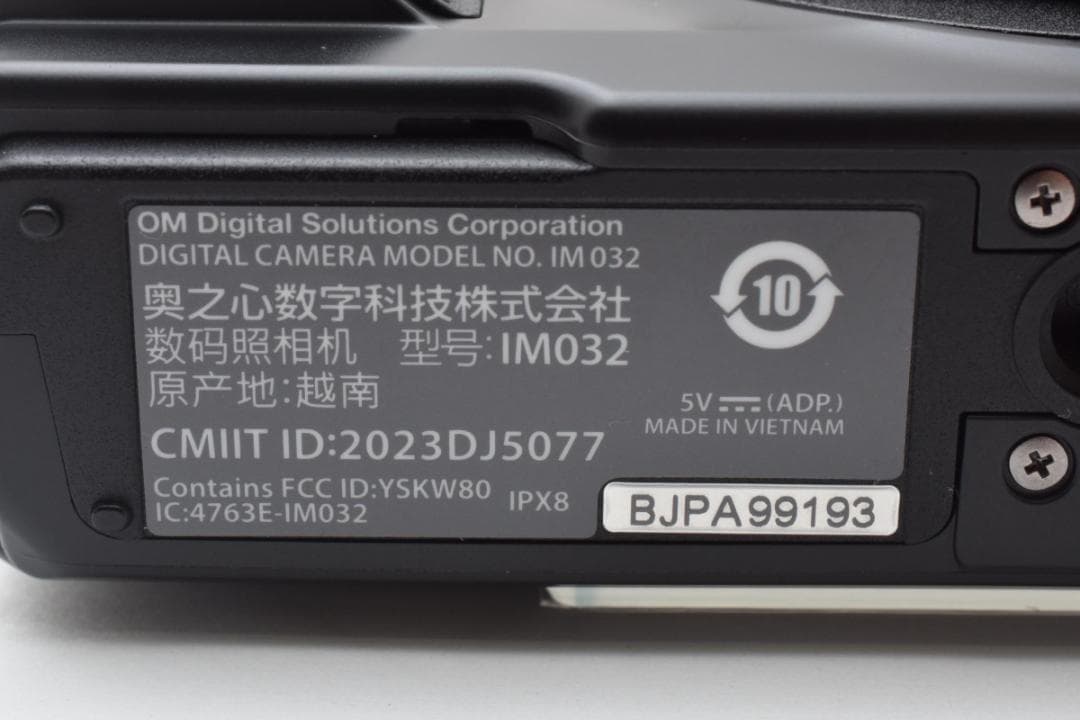 OM Digital Solutions Corporation
DIGITAL CAMERA MODEL NO. IM 032
奥之心数字科技株式会社
数码照相机 型号:IM032
原产地:越南
CMIIT ID:2023DJ5077
Contains FCC ID:YSKW80
IC:4763E-IM032
IPX8
10
5V⎓(ADP.)
MADE IN VIETNAM
BJPA99193